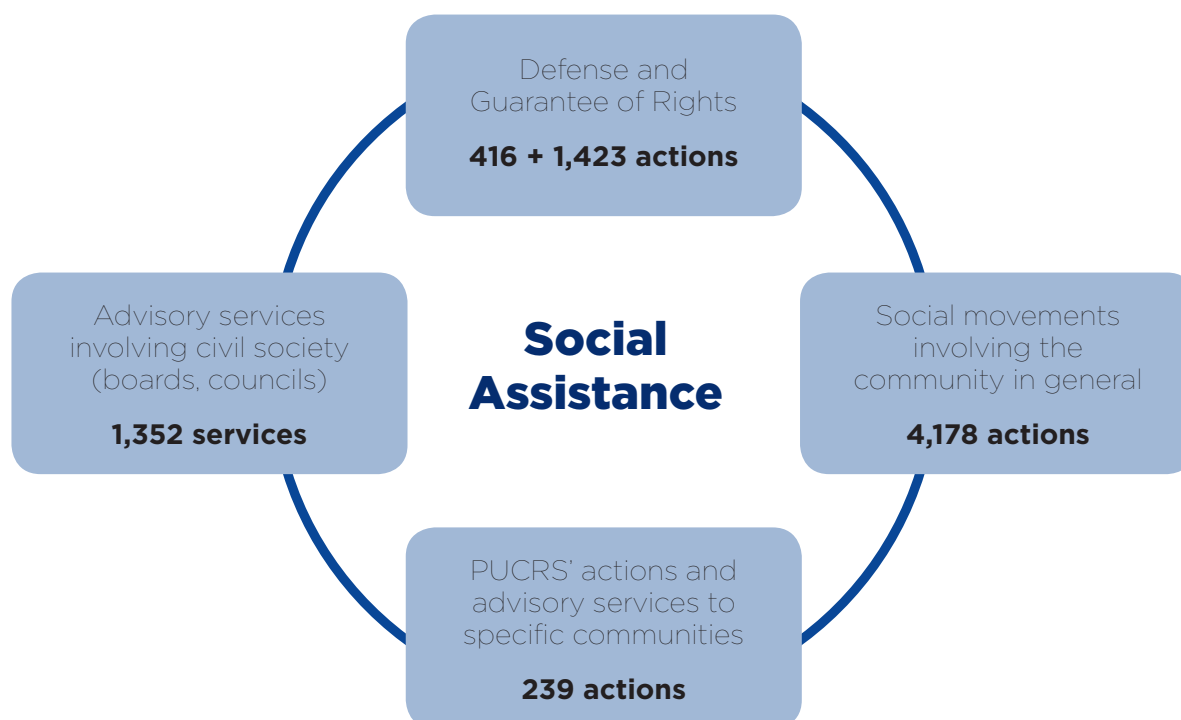 Defense and
Guarantee of Rights
416 + 1,423 actions
Advisory services
involving civil society
(boards, councils)
1,352 services
Social
Assistance
Social movements
involving the
community in general
4,178 actions
PUCRS’ actions and
advisory services to
specific communities
239 actions